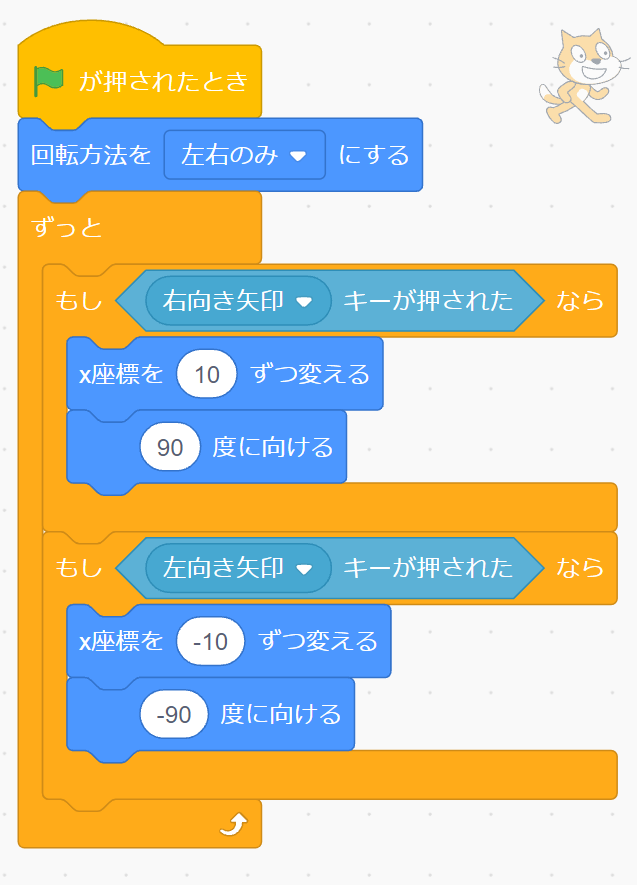 が押されたとき
回転方法を 左右のみ にする
ずっと
もし 右向き矢印 キーが押された なら
x座標を 10 ずつ変える
90 度に向ける
もし 左向き矢印 キーが押された なら
x座標を -10 ずつ変える
-90 度に向ける